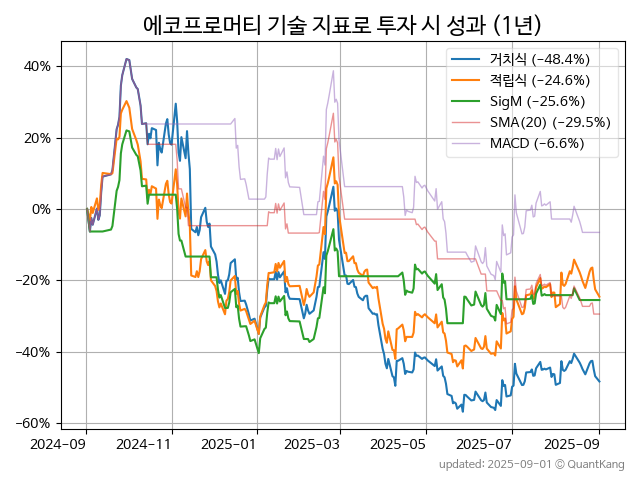 에코프로머티 기술 지표로 투자 시 성과 (1년)
거치식 (−48.4%)
적립식 (−24.6%)
SigM (−25.6%)
SMA(20) (−29.5%)
MACD (−6.6%)
40%
20%
0%
−20%
−40%
−60%
2024-09 2024-11 2025-01 2025-03 2025-05 2025-07 2025-09
updated: 2025-09-01 © QuantKang